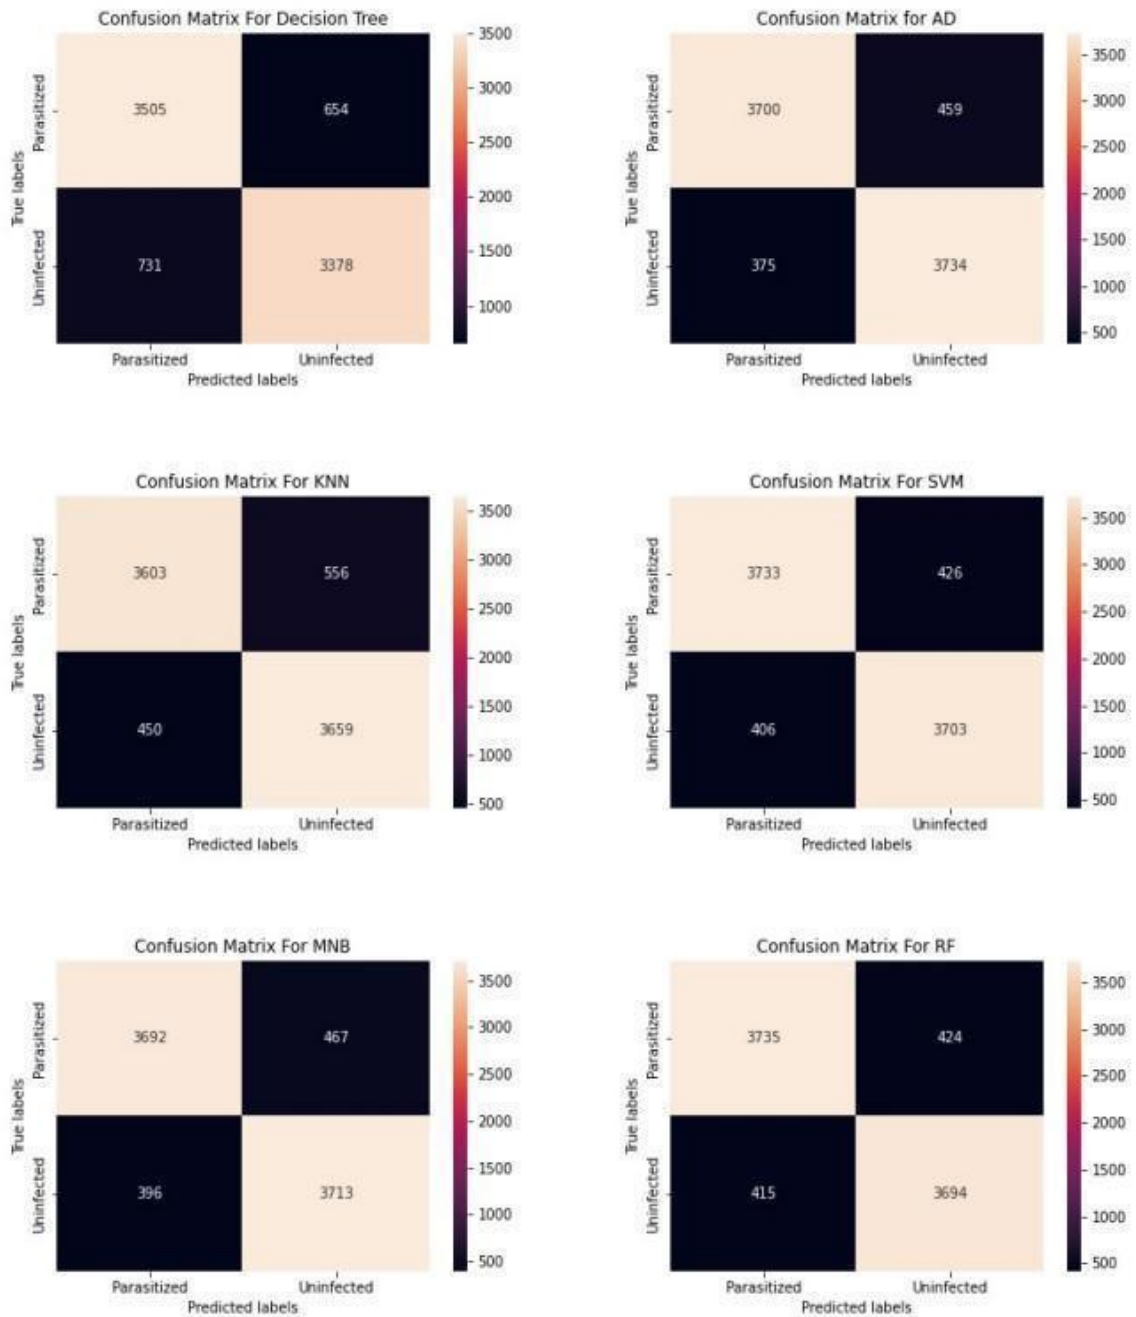 Confusion Matrix For Decision Tree
True labels
Parasitized
Uninfected
3505 654
731 3378
Parasitized Uninfected
Predicted labels
3500
3000
2500
2000
1500
1000
Confusion Matrix for AD
True labels
Parasitized
Uninfected
3700 459
375 3734
Parasitized Uninfected
Predicted labels
3500
3000
2500
2000
1500
1000
500
Confusion Matrix For KNN
True labels
Parasitized
Uninfected
3603 556
450 3659
Parasitized Uninfected
Predicted labels
3500
3000
2500
2000
1500
1000
500
Confusion Matrix For SVM
True labels
Parasitized
Uninfected
3733 426
406 3703
Parasitized Uninfected
Predicted labels
3500
3000
2500
2000
1500
1000
500
Confusion Matrix For MNB
True labels
Parasitized
Uninfected
3692 467
396 3713
Parasitized Uninfected
Predicted labels
3500
3000
2500
2000
1500
1000
500
Confusion Matrix For RF
True labels
Parasitized
Uninfected
3735 424
415 3694
Parasitized Uninfected
Predicted labels
3500
3000
2500
2000
1500
1000
500